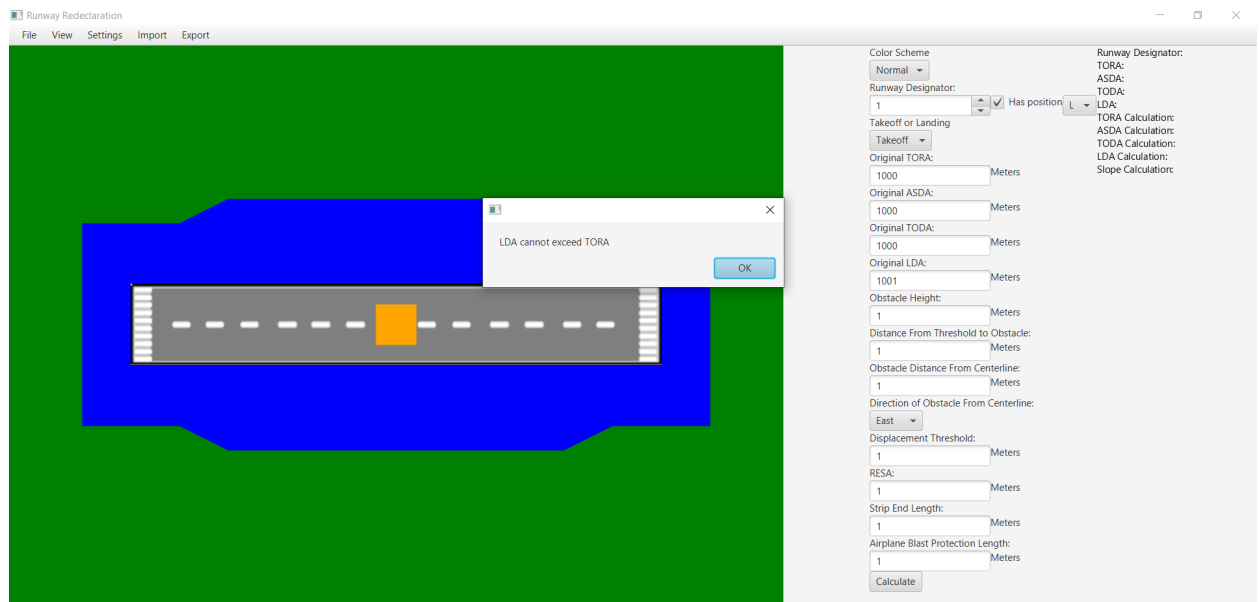 Runway Redeclaration
File View Settings Import Export
Color Scheme
Normal
Runway Designator:
1
Has position
L
Takeoff or Landing
Takeoff
Original TORA:
1000 Meters
Original ASDA:
1000 Meters
Original TODA:
1000 Meters
Original LDA:
1001 Meters
Obstacle Height:
1 Meters
Distance From Threshold to Obstacle:
1 Meters
Obstacle Distance From Centerline:
1 Meters
Direction of Obstacle From Centerline:
East
Displacement Threshold:
1 Meters
RESA:
1 Meters
Strip End Length:
1 Meters
Airplane Blast Protection Length:
1 Meters
Calculate
Runway Designator:
TORA:
ASDA:
TODA:
LDA:
TORA Calculation:
ASDA Calculation:
TODA Calculation:
LDA Calculation:
Slope Calculation:
LDA cannot exceed TORA
OK